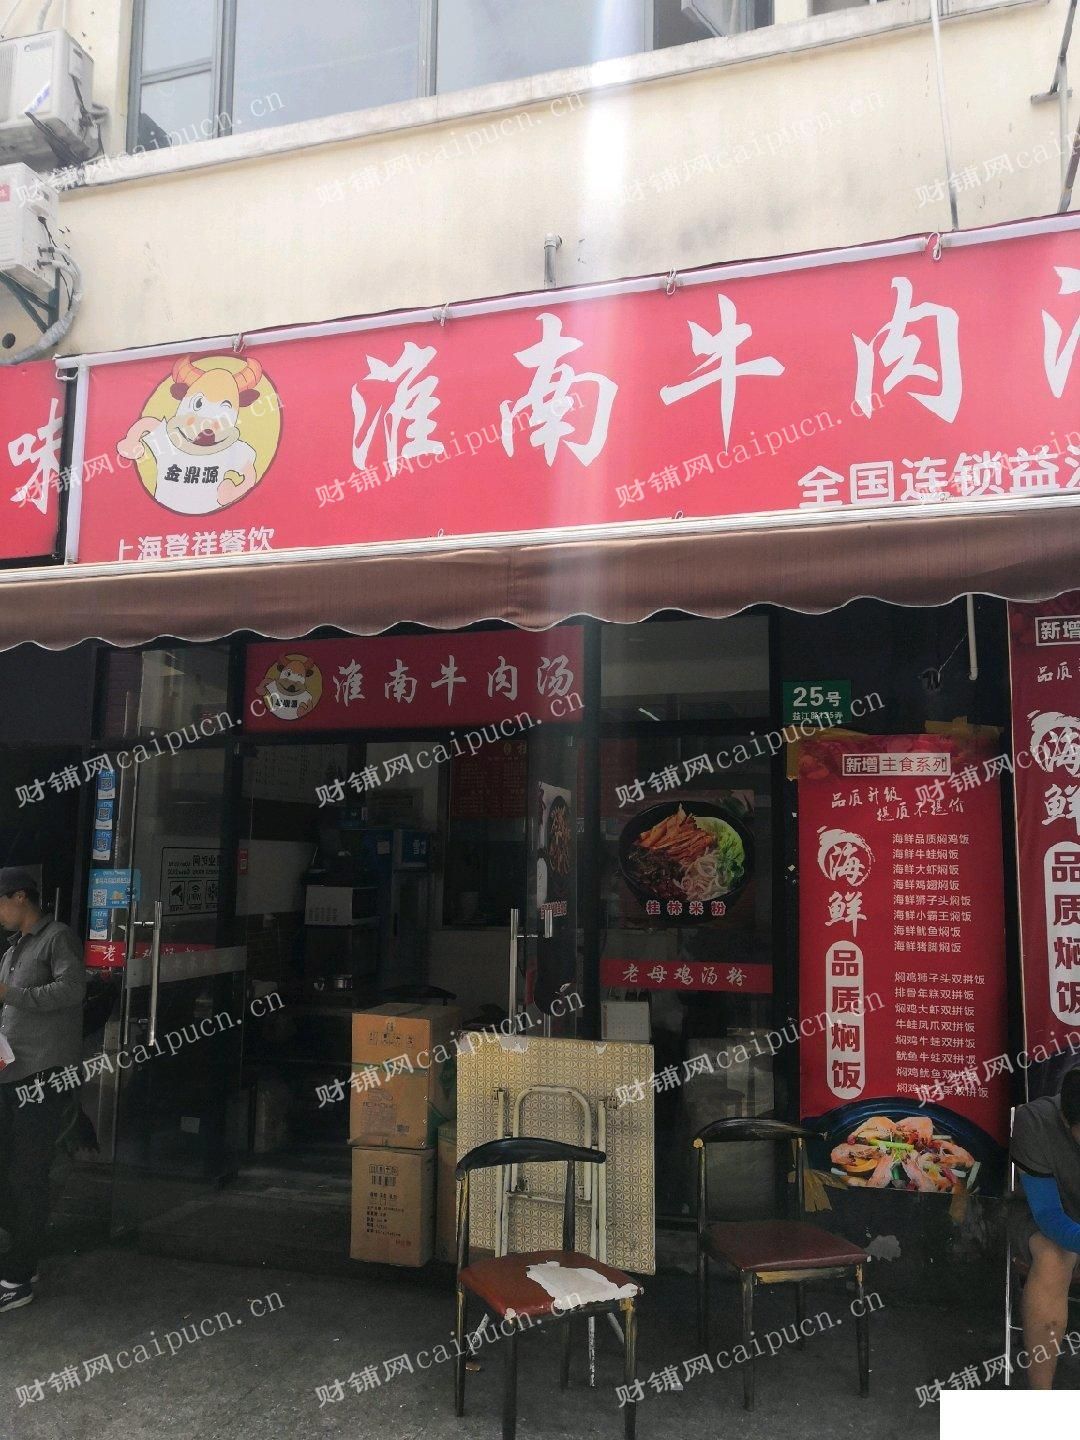 味
淮南牛肉
金鼎源
全国连锁益江
上海登祥餐饮
淮南牛肉汤
25号
益江路135弄
新增主食系列
品质升级
提质不提价
海鲜
品质焖饭
海鲜品质焖鸡饭
海鲜牛蛙焖饭
海鲜大虾焖饭
海鲜鸡翅焖饭
海鲜狮子头焖饭
海鲜小霸王焖饭
海鲜鱿鱼焖饭
海鲜猪脚焖饭
焖鸡狮子头双拼饭
排骨年糕双拼饭
焖鸡大虾双拼饭
牛蛙凤爪双拼饭
焖鸡牛蛙双拼饭
鱿鱼牛蛙双拼饭
焖鸡鱿鱼双拼饭
桂林米粉
老母鸡汤粉
新增
品质
海鲜
品质焖饭
财铺网caipucn.cn